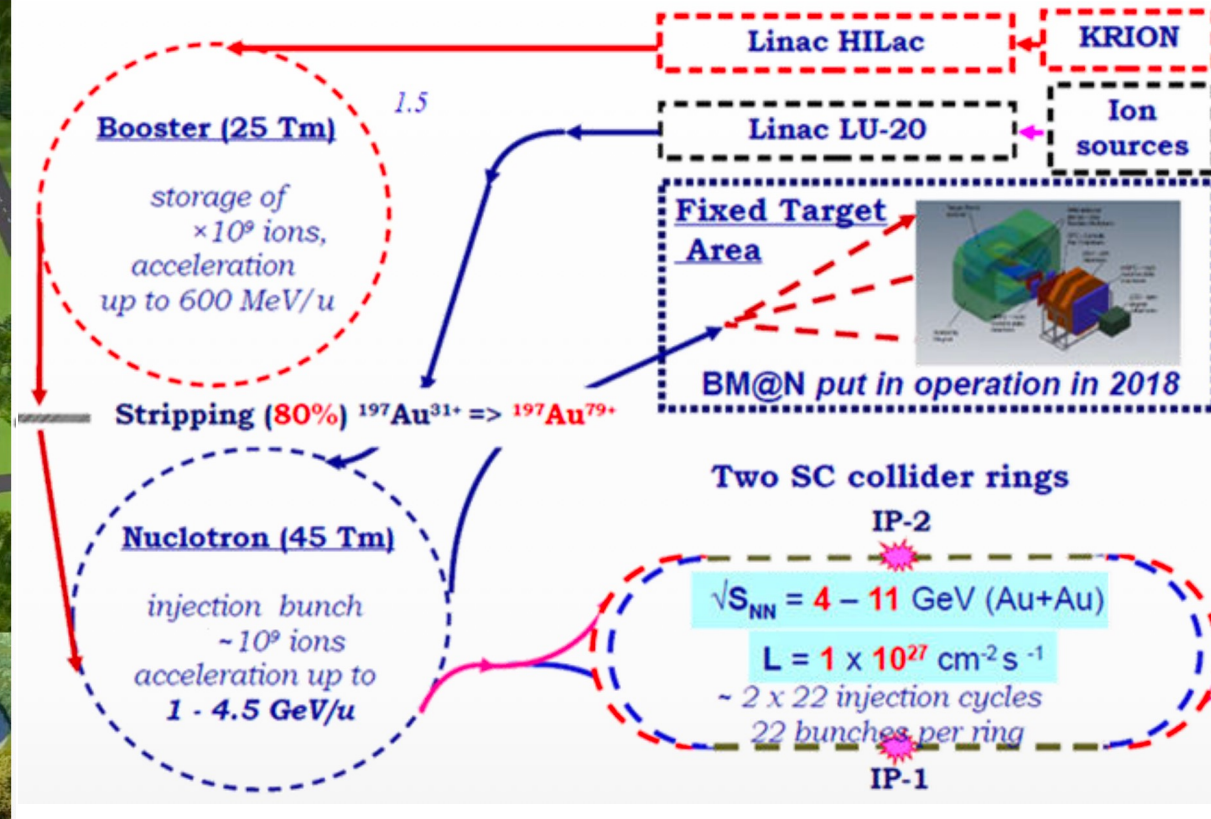 Linac HILac
KRION
1.5
Booster (25 Tm)
storage of
×10⁹ ions,
acceleration
up to 600 MeV/u
Linac LU-20
Ion
sources
Fixed Target
Area
BM@N put in operation in 2018
Stripping (80%) ¹⁹⁷Au³¹⁺ => ¹⁹⁷Au⁷⁹⁺
Nuclotron (45 Tm)
injection bunch
~10⁹ ions
acceleration up to
1 - 4.5 GeV/u
Two SC collider rings
IP-2
√S_NN = 4 – 11 GeV (Au+Au)
L = 1 x 10²⁷ cm⁻² s ⁻¹
~ 2 x 22 injection cycles
22 bunches per ring
IP-1